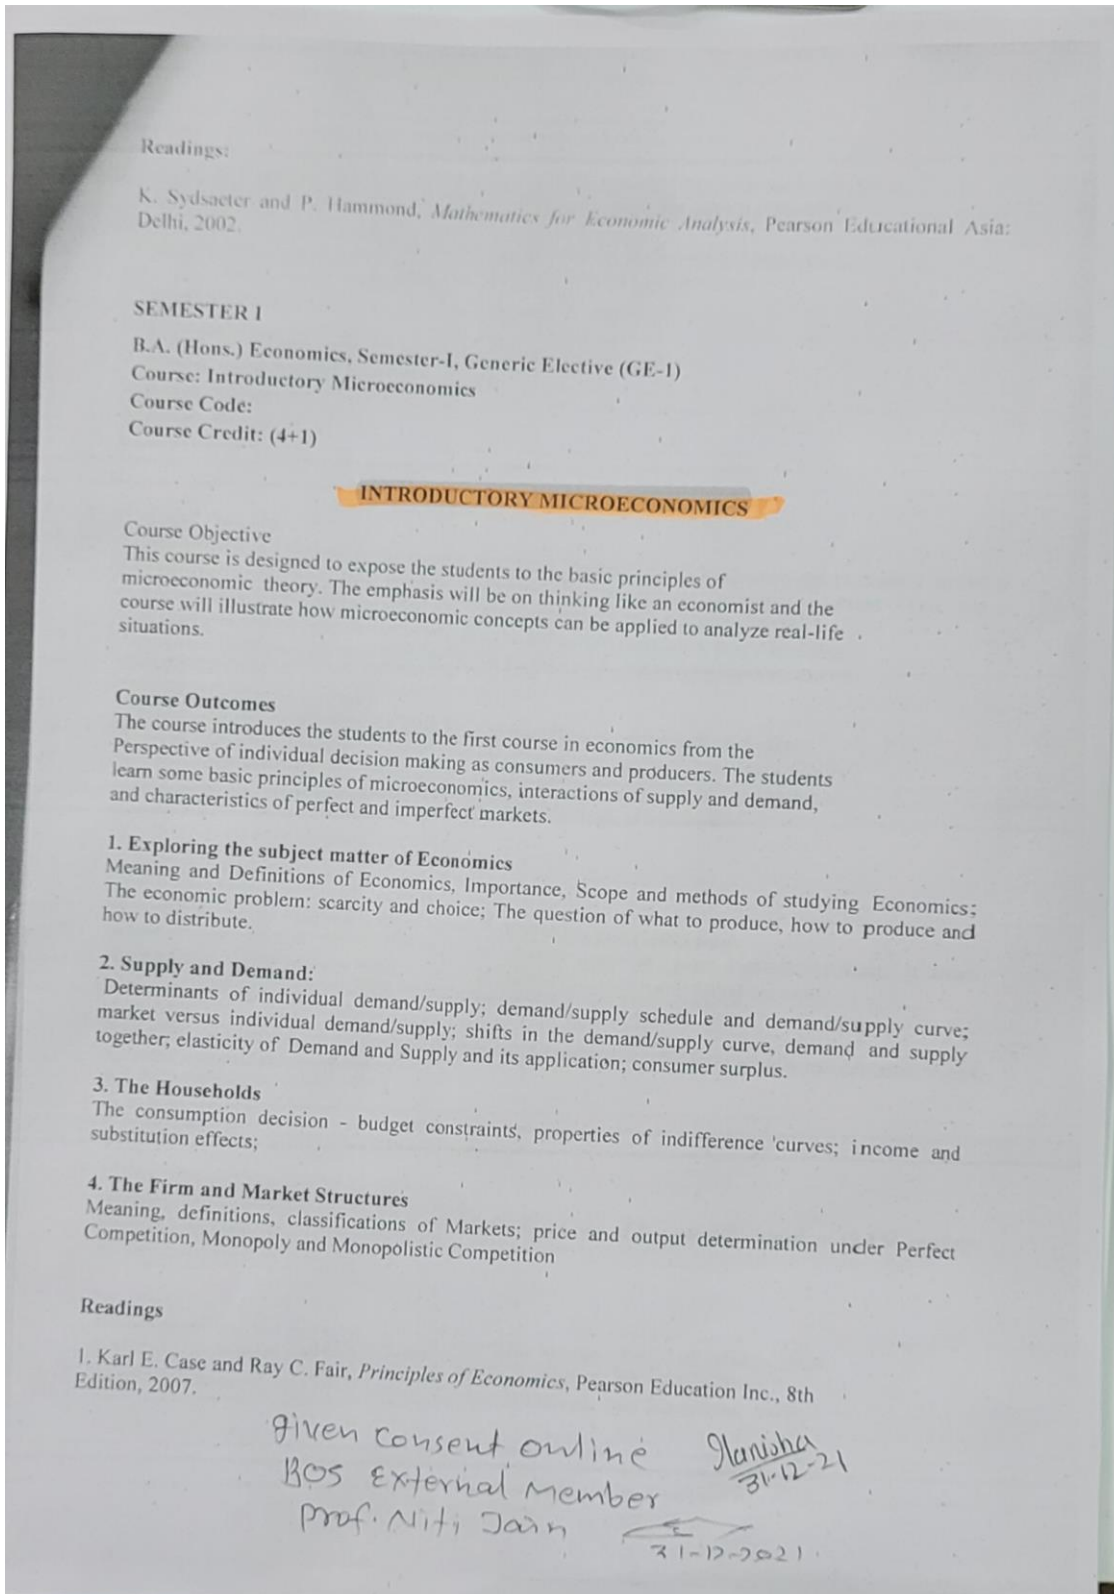 Readings:
K. Sydsaeter and P. Hammond, Mathematics for Economic Analysis, Pearson Educational Asia:
Delhi, 2002.
SEMESTER I
B.A. (Hons.) Economics, Semester-I, Generic Elective (GE-1)
Course: Introductory Microeconomics
Course Code:
Course Credit: (4+1)
INTRODUCTORY MICROECONOMICS
Course Objective
This course is designed to expose the students to the basic principles of
microeconomic theory. The emphasis will be on thinking like an economist and the
course will illustrate how microeconomic concepts can be applied to analyze real-life
situations.
Course Outcomes
The course introduces the students to the first course in economics from the
Perspective of individual decision making as consumers and producers. The students
learn some basic principles of microeconomics, interactions of supply and demand,
and characteristics of perfect and imperfect markets.
1. Exploring the subject matter of Economics
Meaning and Definitions of Economics, Importance, Scope and methods of studying Economics;
The economic problem: scarcity and choice; The question of what to produce, how to produce and
how to distribute.
2. Supply and Demand:
Determinants of individual demand/supply; demand/supply schedule and demand/supply curve;
market versus individual demand/supply; shifts in the demand/supply curve, demand and supply
together; elasticity of Demand and Supply and its application; consumer surplus.
3. The Households
The consumption decision - budget constraints, properties of indifference curves; income and
substitution effects;
4. The Firm and Market Structures
Meaning, definitions, classifications of Markets; price and output determination under Perfect
Competition, Monopoly and Monopolistic Competition
Readings
1. Karl E. Case and Ray C. Fair, Principles of Economics, Pearson Education Inc., 8th
Edition, 2007.
given consent online
BOS External Member
Prof. Niti Jain
Manisha
31-12-21
31-12-2021